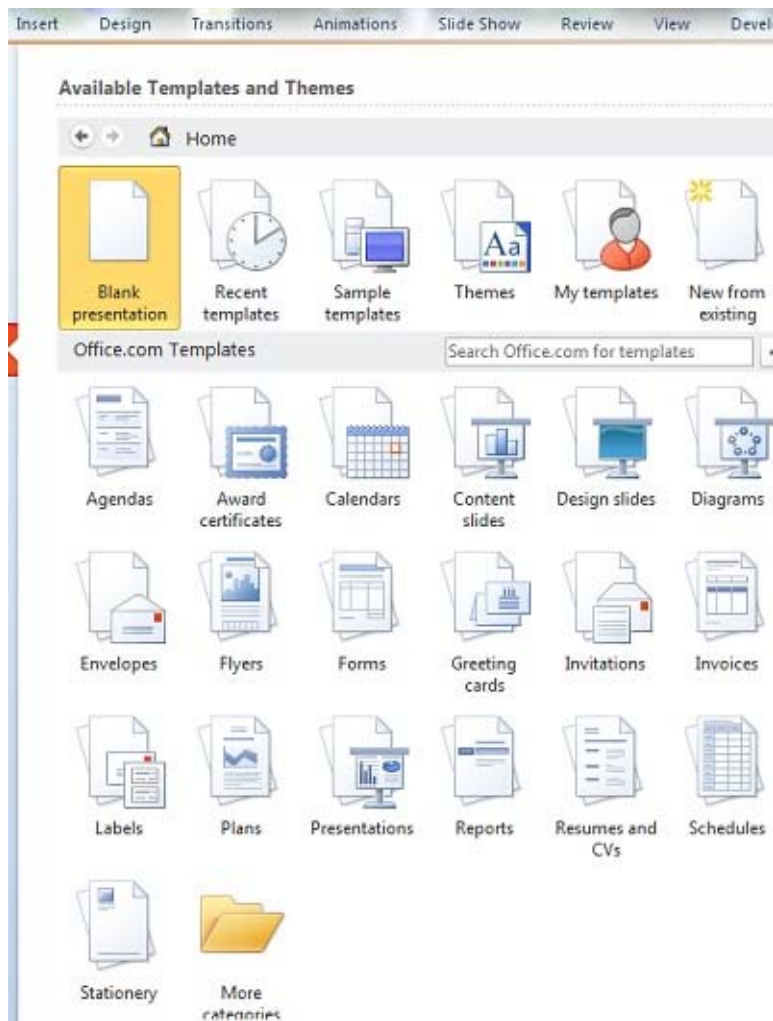 Insert Design Transitions Animations Slide Show Review View Devel
Available Templates and Themes
Home
Blank presentation
Recent templates
Sample templates
Themes
My templates
New from existing
Office.com Templates
Search Office.com for templates
Agendas
Award certificates
Calendars
Content slides
Design slides
Diagrams
Envelopes
Flyers
Forms
Greeting cards
Invitations
Invoices
Labels
Plans
Presentations
Reports
Resumes and CVs
Schedules
Stationery
More categories